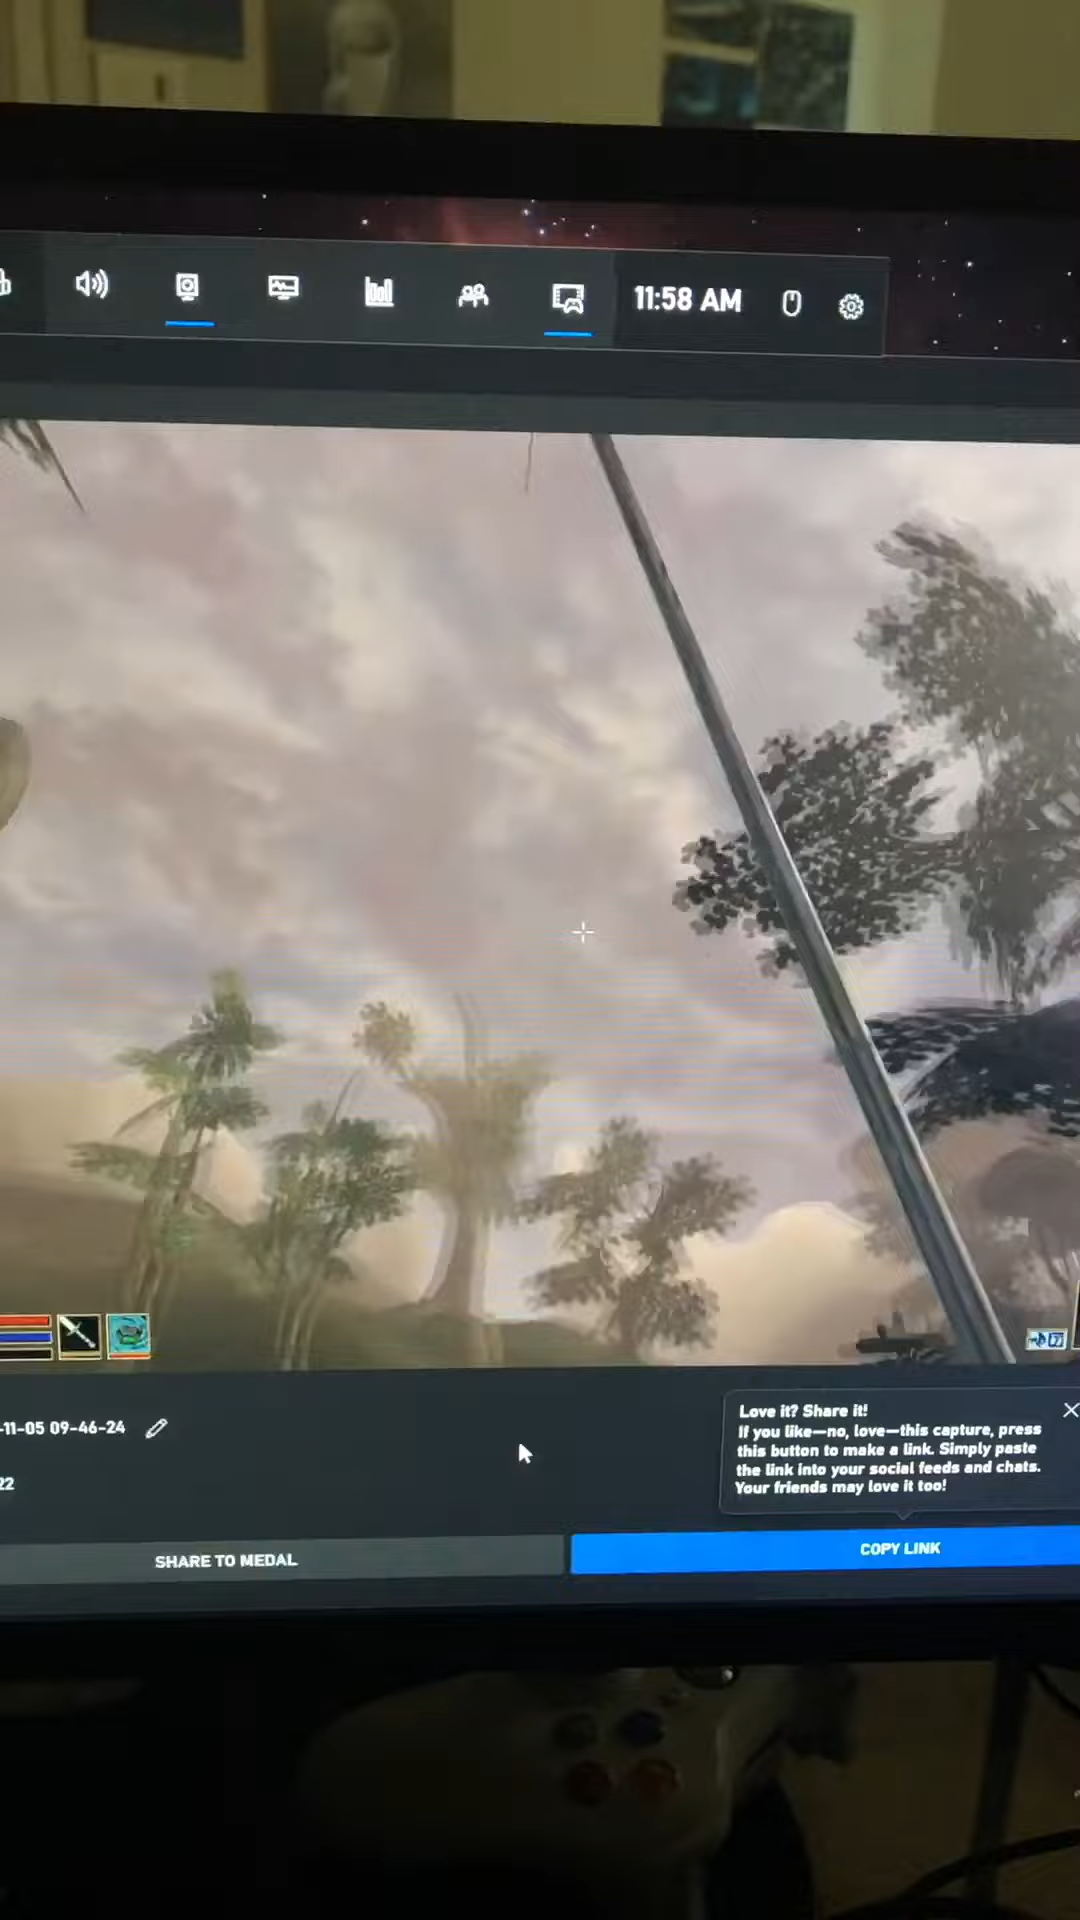 11:58 AM
-11-05 09-46-24
22
Love it? Share it!
If you like—no, love—this capture, press
this button to make a link. Simply paste
the link into your social feeds and chats.
Your friends may love it too!
SHARE TO MEDAL
COPY LINK